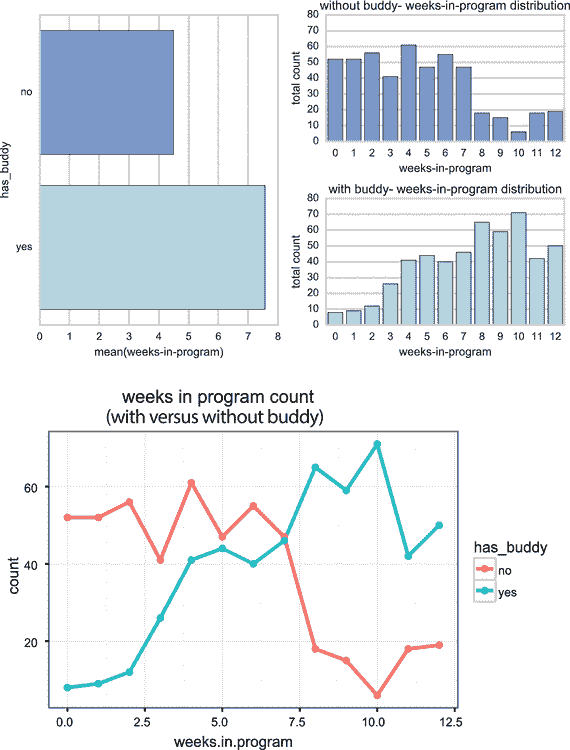 has_buddy
no
yes
0 1 2 3 4 5 6 7 8
mean(weeks-in-program)
without buddy- weeks-in-program distribution
total count
80
70
60
50
40
30
20
10
0
0 1 2 3 4 5 6 7 8 9 10 11 12
weeks-in-program
with buddy- weeks-in-program distribution
total count
80
70
60
50
40
30
20
10
0
0 1 2 3 4 5 6 7 8 9 10 11 12
weeks-in-program
weeks in program count
(with versus without buddy)
count
60
40
20
0.0 2.5 5.0 7.5 10.0 12.5
weeks.in.program
has_buddy
no
yes